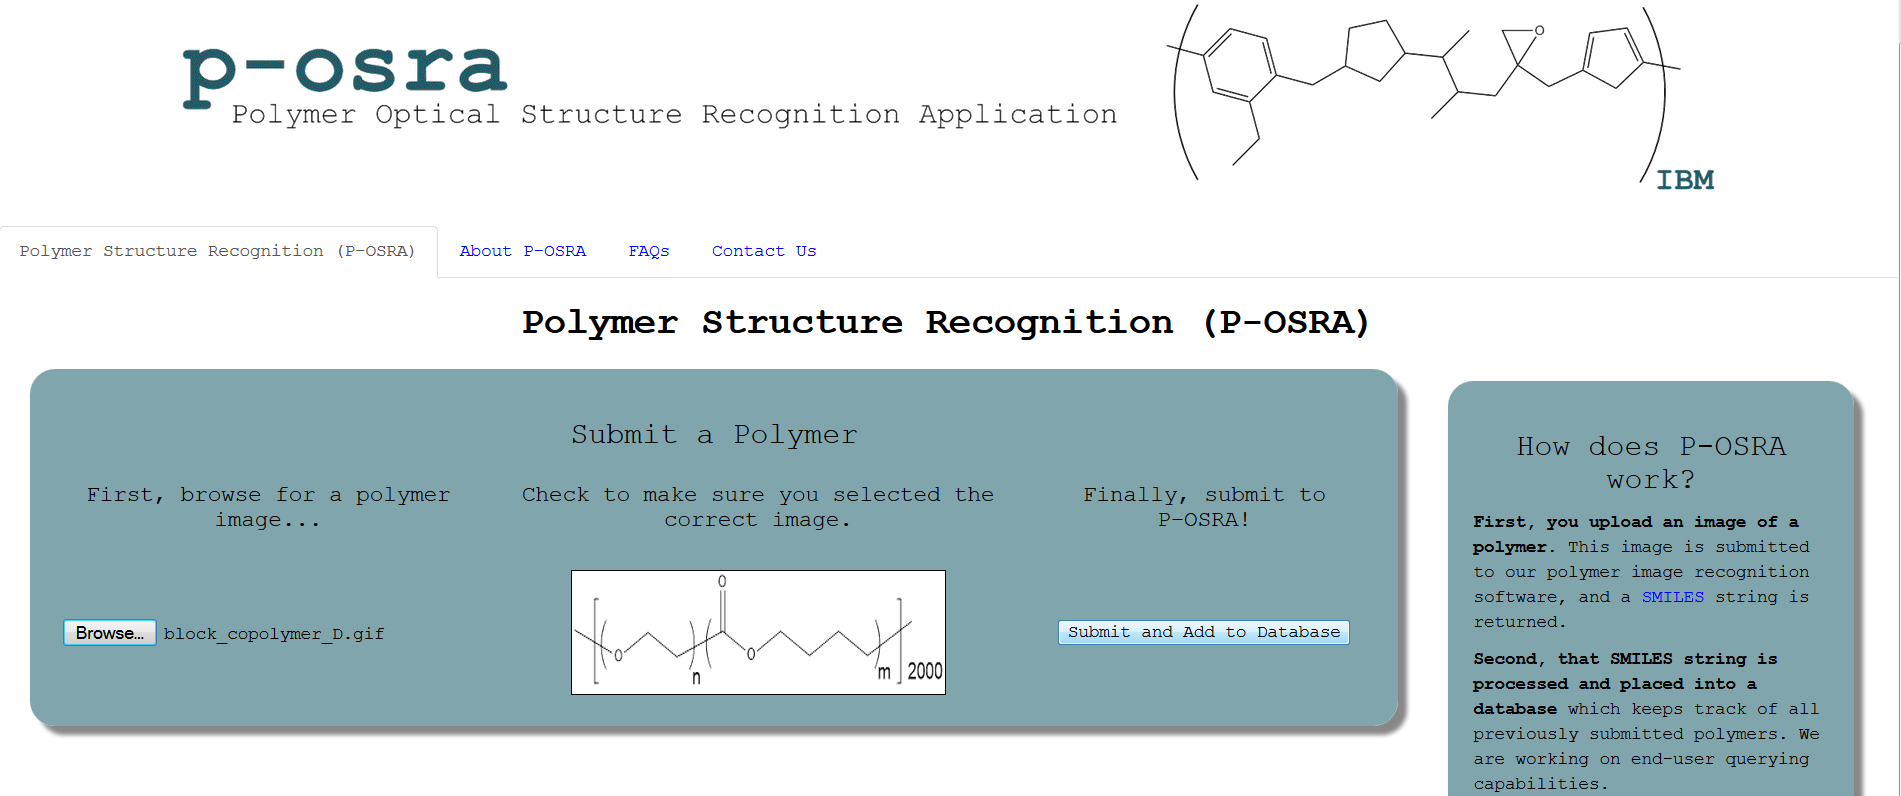 p-osra
Polymer Optical Structure Recognition Application
O
IBM
Polymer Structure Recognition (P-OSRA)
About P-OSRA
FAQs
Contact Us
Polymer Structure Recognition (P-OSRA)
Submit a Polymer
First, browse for a polymer
image...
Check to make sure you selected the
correct image.
Finally, submit to
P-OSRA!
Browse... block_copolymer_D.gif
O
O
n
O
m
2000
Submit and Add to Database
How does P-OSRA
work?
First, you upload an image of a
polymer. This image is submitted
to our polymer image recognition
software, and a SMILES string is
returned.
Second, that SMILES string is
processed and placed into a
database which keeps track of all
previously submitted polymers. We
are working on end-user querying
capabilities.